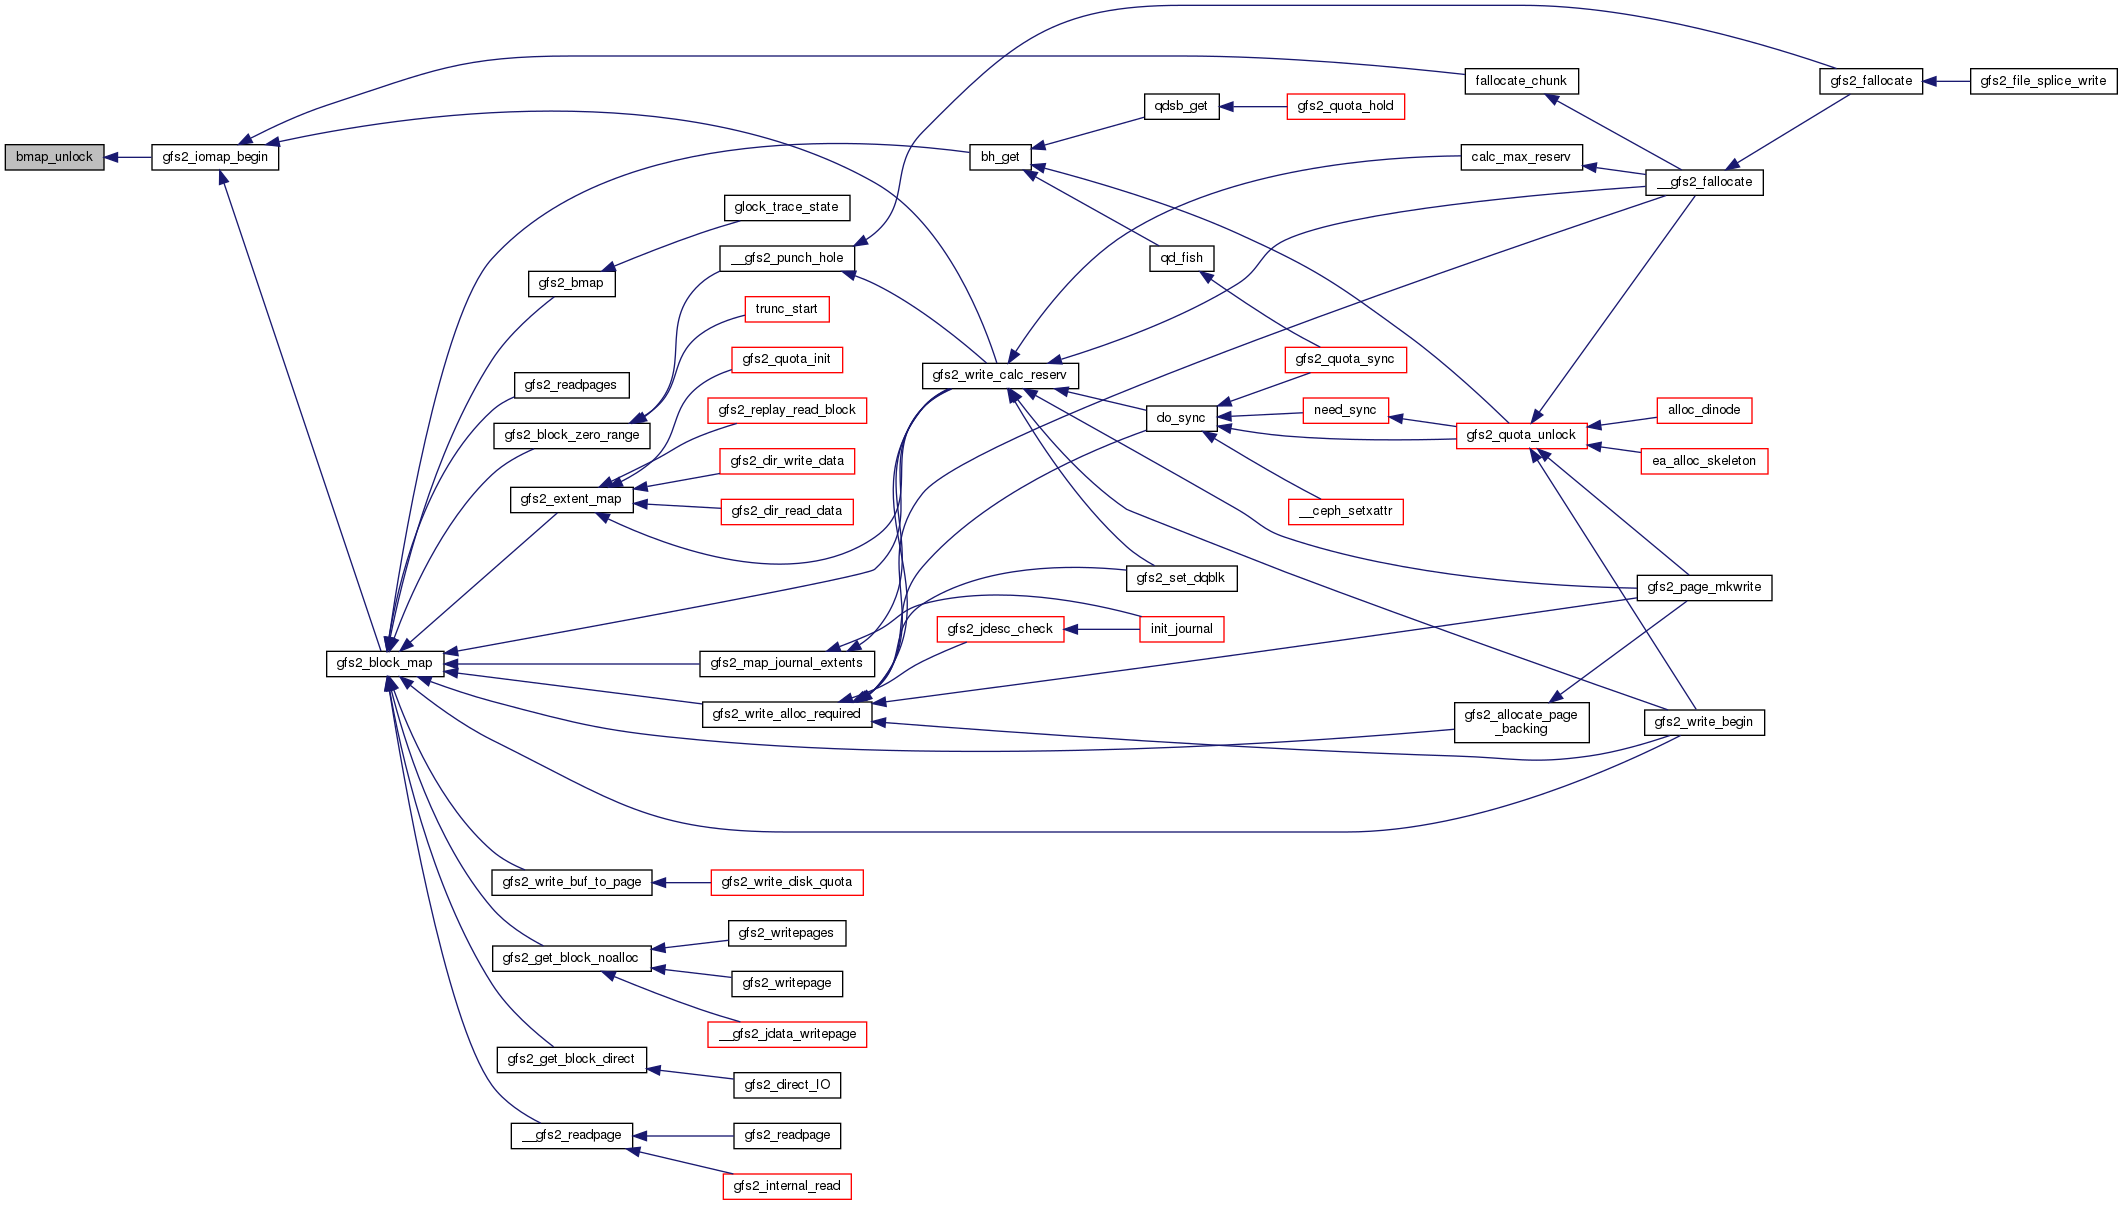 gfs2_fallocate
gfs2_file_splice_write
fallocate_chunk
qdsb_get
gfs2_quota_hold
bmap_unlock
gfs2_iomap_begin
bh_get
calc_max_reserv
__gfs2_fallocate
glock_trace_state
__gfs2_punch_hole
qd_fish
gfs2_bmap
trunc_start
gfs2_quota_init
gfs2_quota_sync
gfs2_write_calc_reserv
gfs2_readpages
gfs2_replay_read_block
do_sync
need_sync
alloc_dinode
gfs2_block_zero_range
gfs2_quota_unlock
gfs2_dir_write_data
ea_alloc_skeleton
gfs2_extent_map
gfs2_dir_read_data
__ceph_setxattr
gfs2_set_dqblk
gfs2_page_mkwrite
gfs2_jdesc_check
init_journal
gfs2_block_map
gfs2_map_journal_extents
gfs2_write_alloc_required
gfs2_allocate_page
_backing
gfs2_write_begin
gfs2_write_buf_to_page
gfs2_write_disk_quota
gfs2_writepages
gfs2_get_block_noalloc
gfs2_writepage
__gfs2_jdata_writepage
gfs2_get_block_direct
gfs2_direct_IO
__gfs2_readpage
gfs2_readpage
gfs2_internal_read